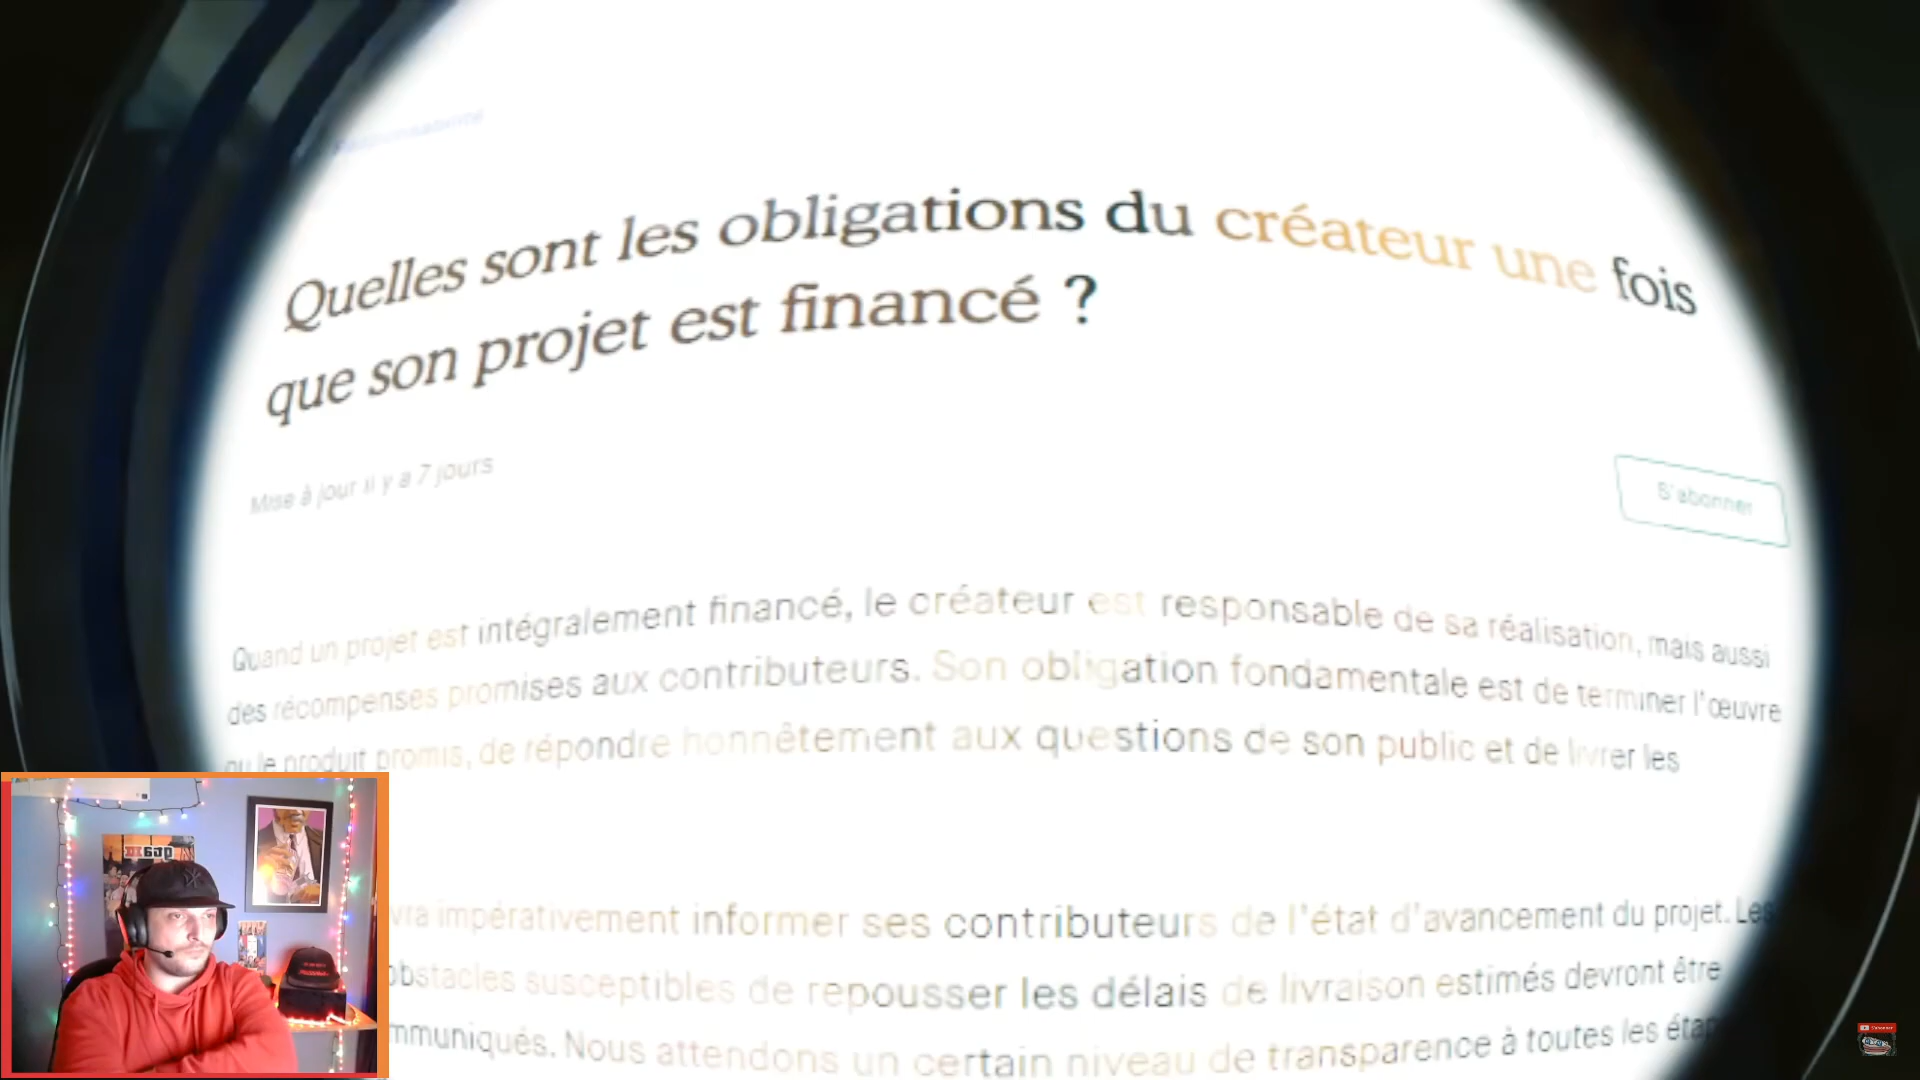 Quelles sont les obligations du créateur une fois
que son projet est financé ?
Mise à jour il y a 7 jours
S'abonner
Quand un projet est intégralement financé, le créateur est responsable de sa réalisation, mais aussi
des récompenses promises aux contributeurs. Son obligation fondamentale est de terminer l'œuvre
ou le produit promis, de répondre honnêtement aux questions de son public et de livrer les
vra impérativement informer ses contributeurs de l'état d'avancement du projet. Les
obstacles susceptibles de repousser les délais de livraison estimés devront être
mmuniqués. Nous attendons un certain niveau de transparence à toutes les étap